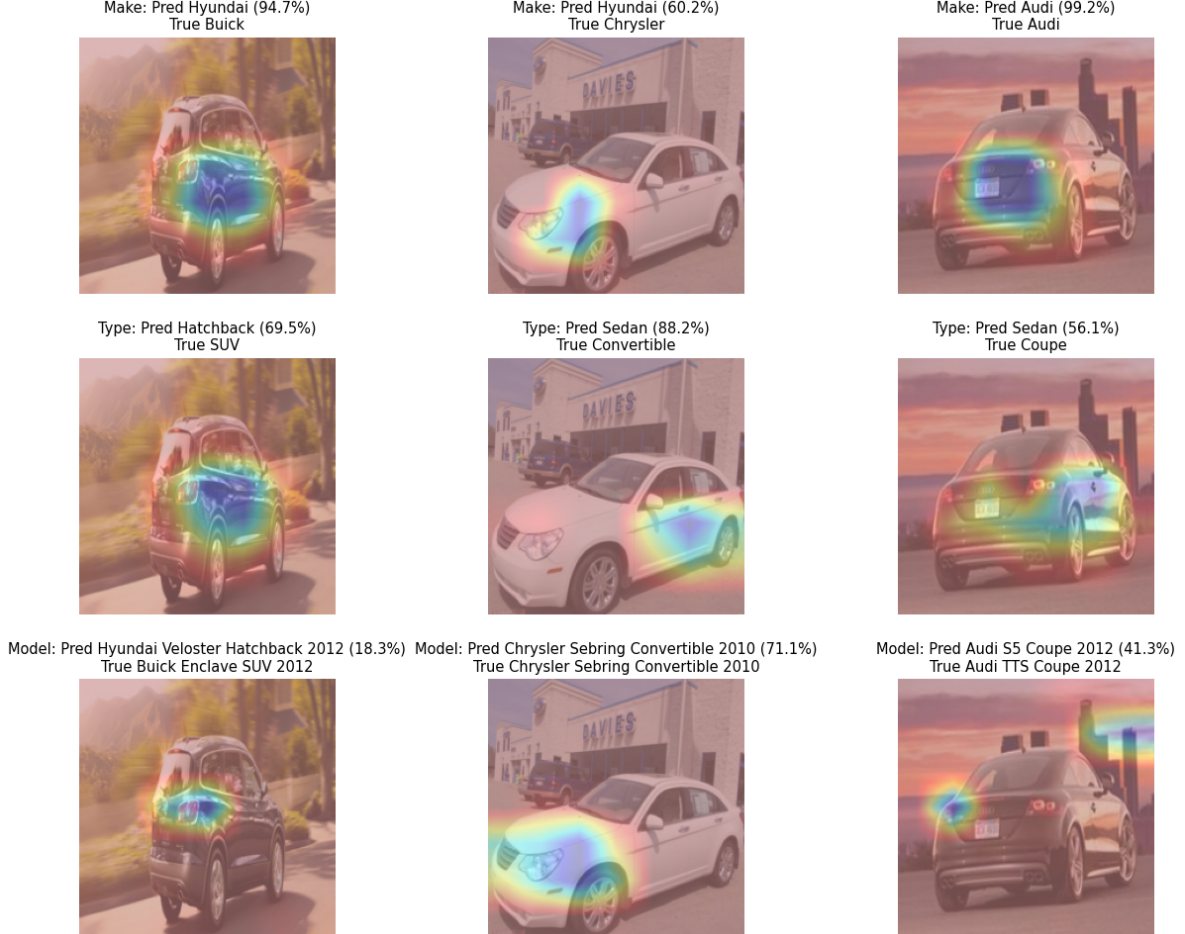 Make: Pred Hyundai (94.7%)
True Buick
Make: Pred Hyundai (60.2%)
True Chrysler
Make: Pred Audi (99.2%)
True Audi
DAVIES
Type: Pred Hatchback (69.5%)
True SUV
Type: Pred Sedan (88.2%)
True Convertible
Type: Pred Sedan (56.1%)
True Coupe
DAVIES
Model: Pred Hyundai Veloster Hatchback 2012 (18.3%)
True Buick Enclave SUV 2012
Model: Pred Chrysler Sebring Convertible 2010 (71.1%)
True Chrysler Sebring Convertible 2010
Model: Pred Audi S5 Coupe 2012 (41.3%)
True Audi TTS Coupe 2012
DAVIES